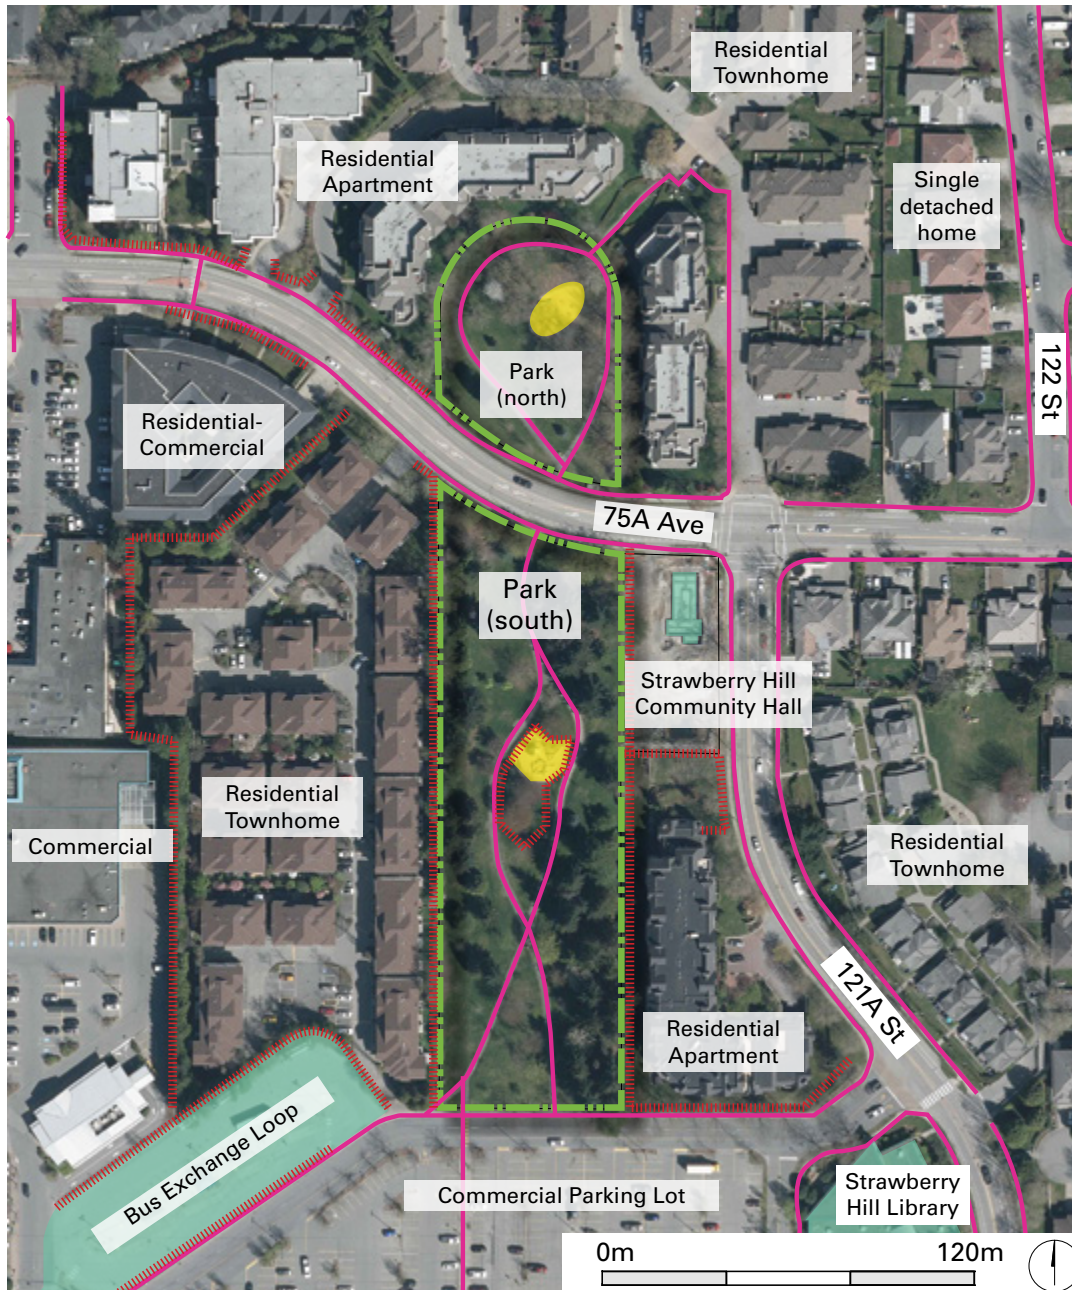 Residential
Townhome
Residential
Apartment
Single
detached
home
122 St
Park
(north)
Residential-
Commercial
75A Ave
Park
(south)
Strawberry Hill
Community Hall
Residential
Townhome
Commercial
Residential
Townhome
121A St
Residential
Apartment
Bus Exchange Loop
Commercial Parking Lot
Strawberry
Hill Library
0m 120m